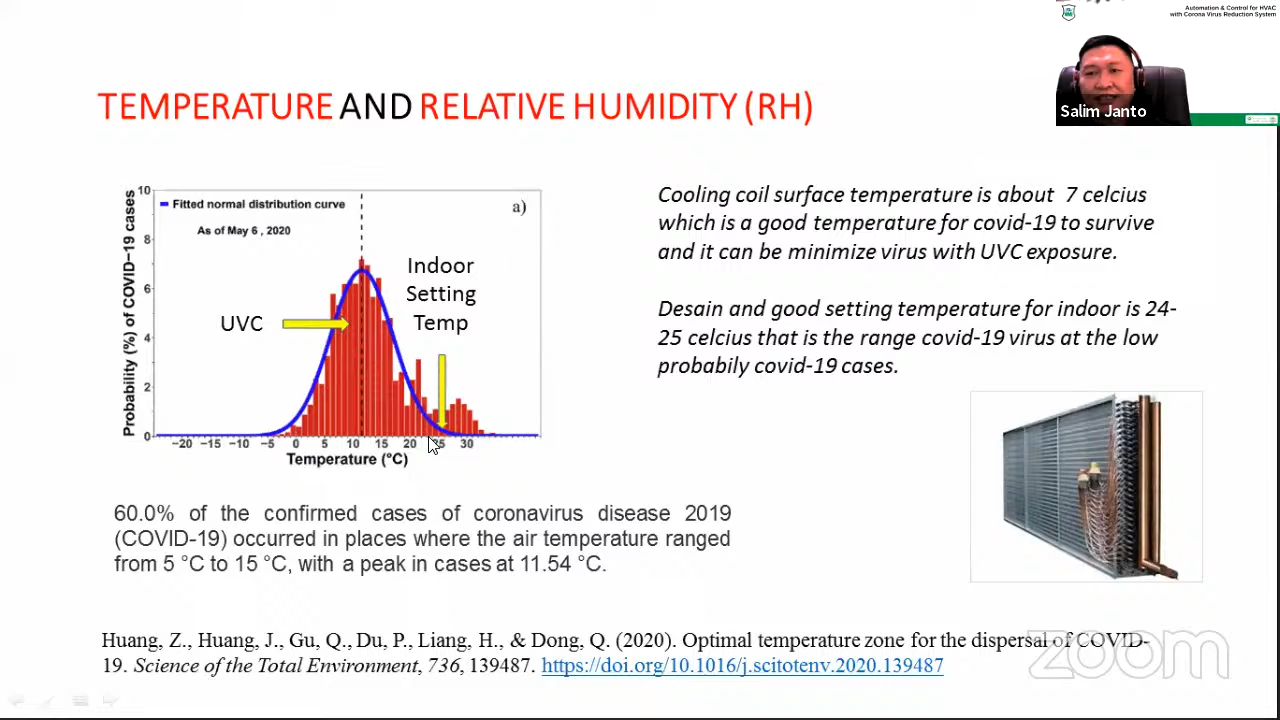 Automation & Control for HVAC
with Corona Virus Reduction System
Salim Janto
TEMPERATURE AND RELATIVE HUMIDITY (RH)
Probability (%) of COVID-19 cases
10
8
6
4
2
0
Fitted normal distribution curve
a)
As of May 6 , 2020
Indoor
Setting
Temp
UVC
-20 -15 -10 -5 0 5 10 15 20 25 30
Temperature (°C)
Cooling coil surface temperature is about 7 celcius
which is a good temperature for covid-19 to survive
and it can be minimize virus with UVC exposure.
Desain and good setting temperature for indoor is 24-
25 celcius that is the range covid-19 virus at the low
probabily covid-19 cases.
60.0% of the confirmed cases of coronavirus disease 2019
(COVID-19) occurred in places where the air temperature ranged
from 5 °C to 15 °C, with a peak in cases at 11.54 °C.
Huang, Z., Huang, J., Gu, Q., Du, P., Liang, H., & Dong, Q. (2020). Optimal temperature zone for the dispersal of COVID-
19. Science of the Total Environment, 736, 139487. https://doi.org/10.1016/j.scitotenv.2020.139487
zoom